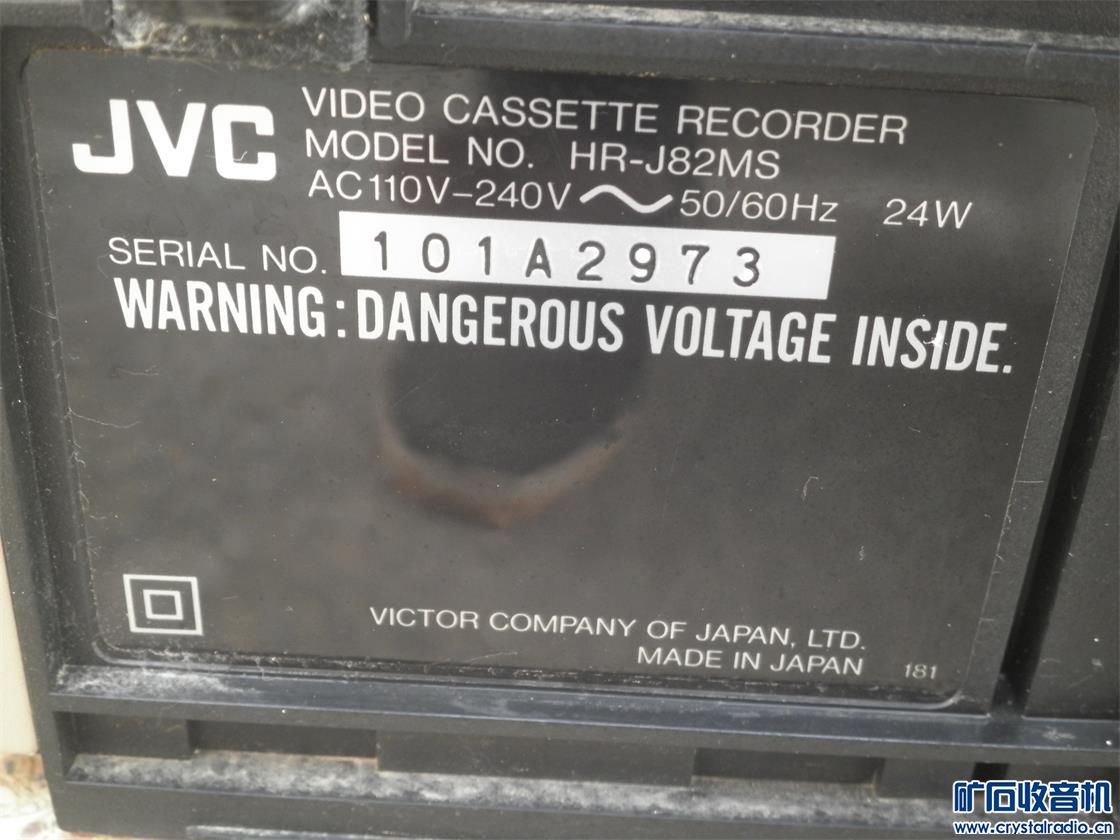 JVC
VIDEO CASSETTE RECORDER
MODEL NO. HR-J82MS
AC110V–240V ~ 50/60Hz 24W
SERIAL NO. 101A2973
WARNING: DANGEROUS VOLTAGE INSIDE.
VICTOR COMPANY OF JAPAN, LTD.
MADE IN JAPAN 181
矿石收音机
www.crystalradio.cn